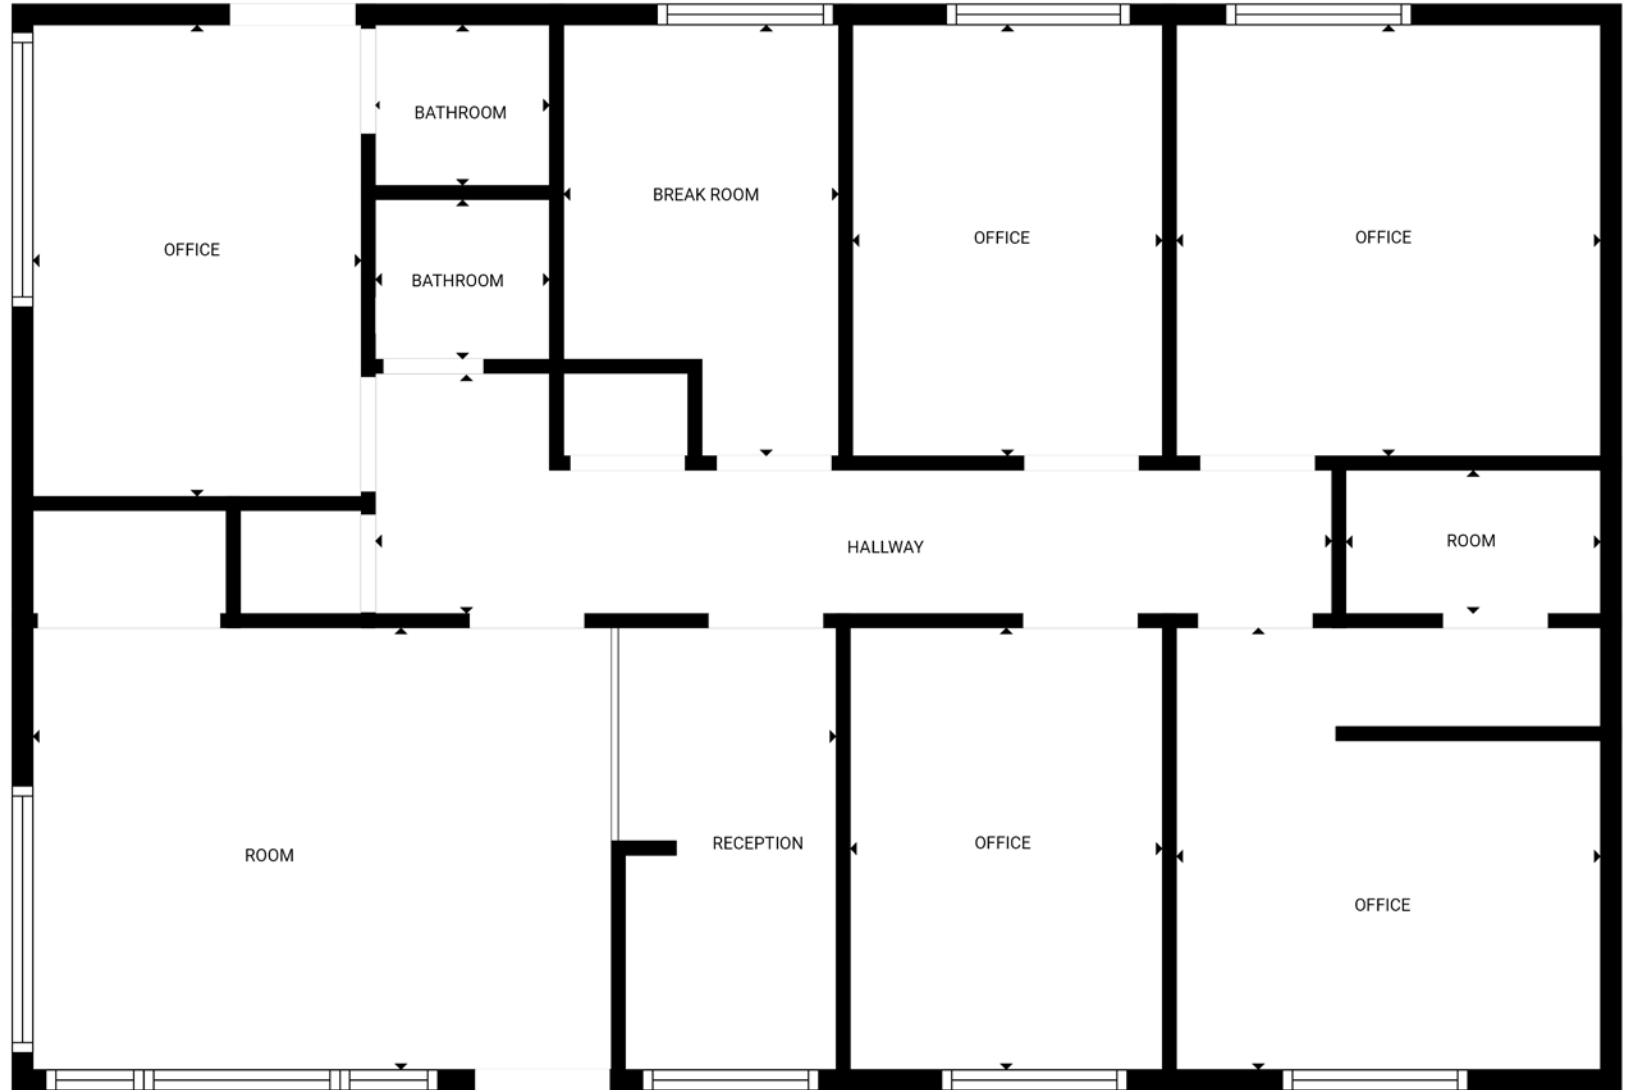 BATHROOM
BREAK ROOM
OFFICE
OFFICE
OFFICE
BATHROOM
HALLWAY
ROOM
ROOM
RECEPTION
OFFICE
OFFICE